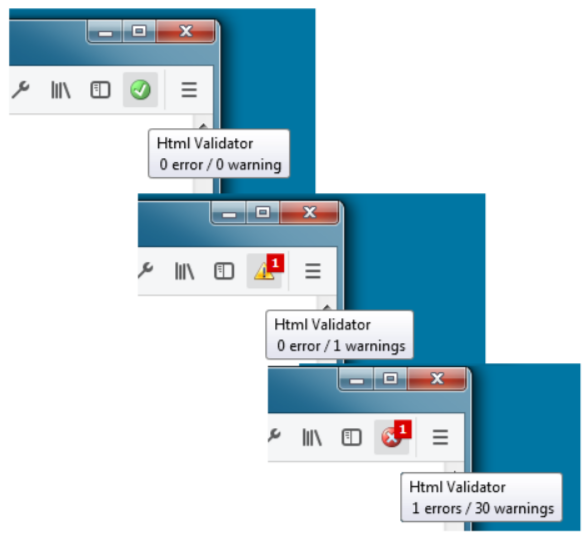 Html Validator
0 error / 0 warning
1
Html Validator
0 error / 1 warnings
1
Html Validator
1 errors / 30 warnings